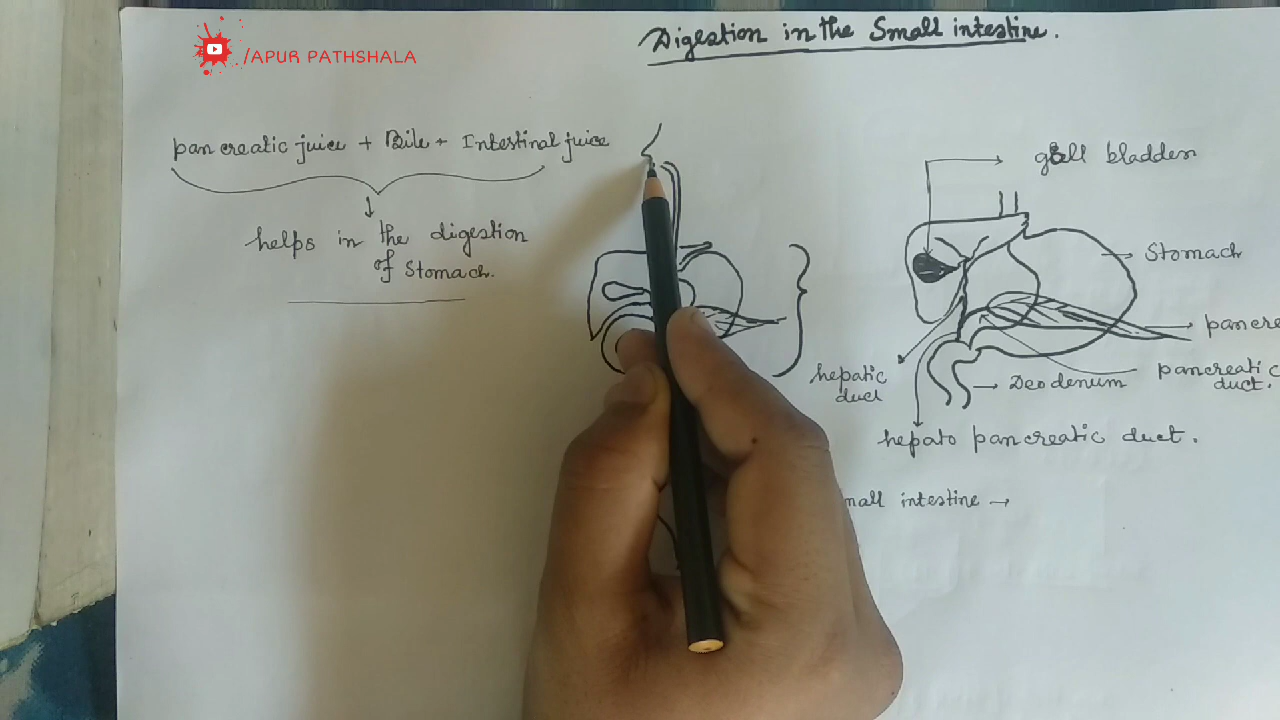 /APUR PATHSHALA
Digestion in the Small intestine.
pancreatic juice + Bile + Intestinal juice
helps in the digestion
of Stomach.
gall bladder
Stomach
pancre
pancreatic
duct.
hepatic
duct
Deodenum
hepato pancreatic duct.
mall intestine →